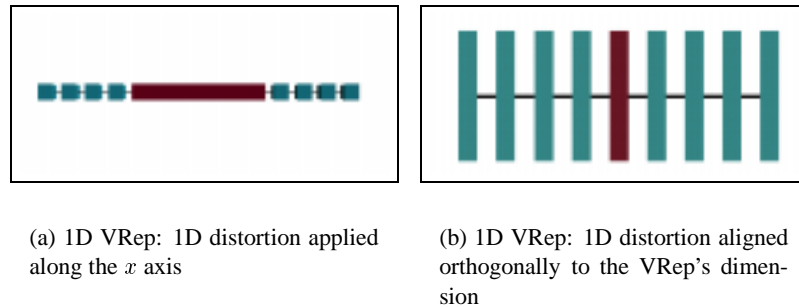 (a) 1D VRep: 1D distortion applied
along the x axis
(b) 1D VRep: 1D distortion aligned
orthogonally to the VRep's dimen-
sion